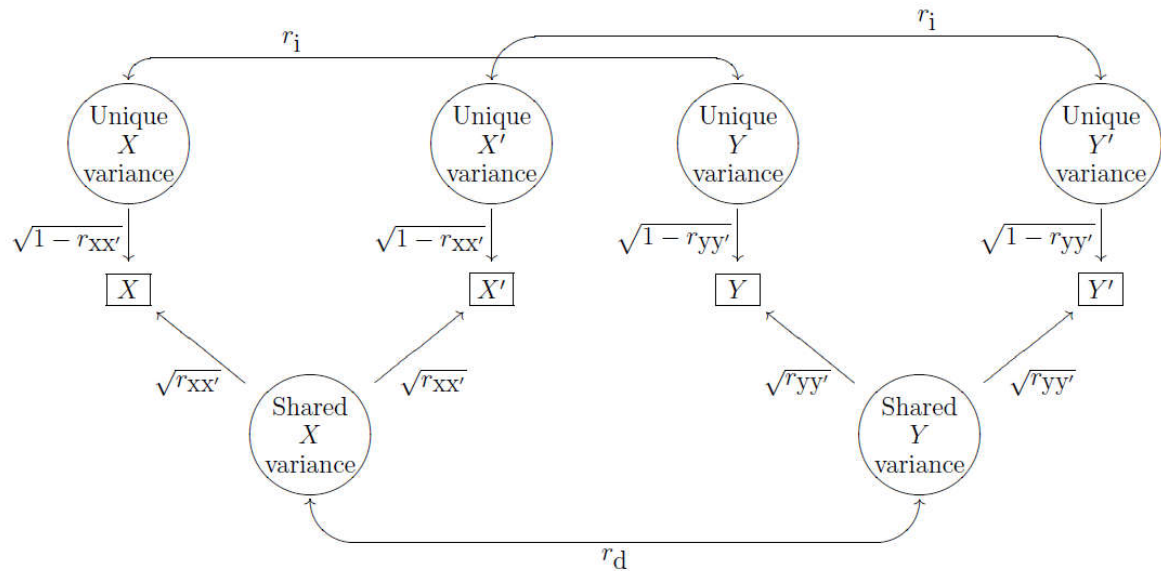 r_i
r_i
Unique
X
variance
Unique
X′
variance
Unique
Y
variance
Unique
Y′
variance
√1 − r_xx′
√1 − r_xx′
√1 − r_yy′
√1 − r_yy′
X
X′
Y
Y′
√r_xx′
√r_xx′
√r_yy′
√r_yy′
Shared
X
variance
Shared
Y
variance
r_d